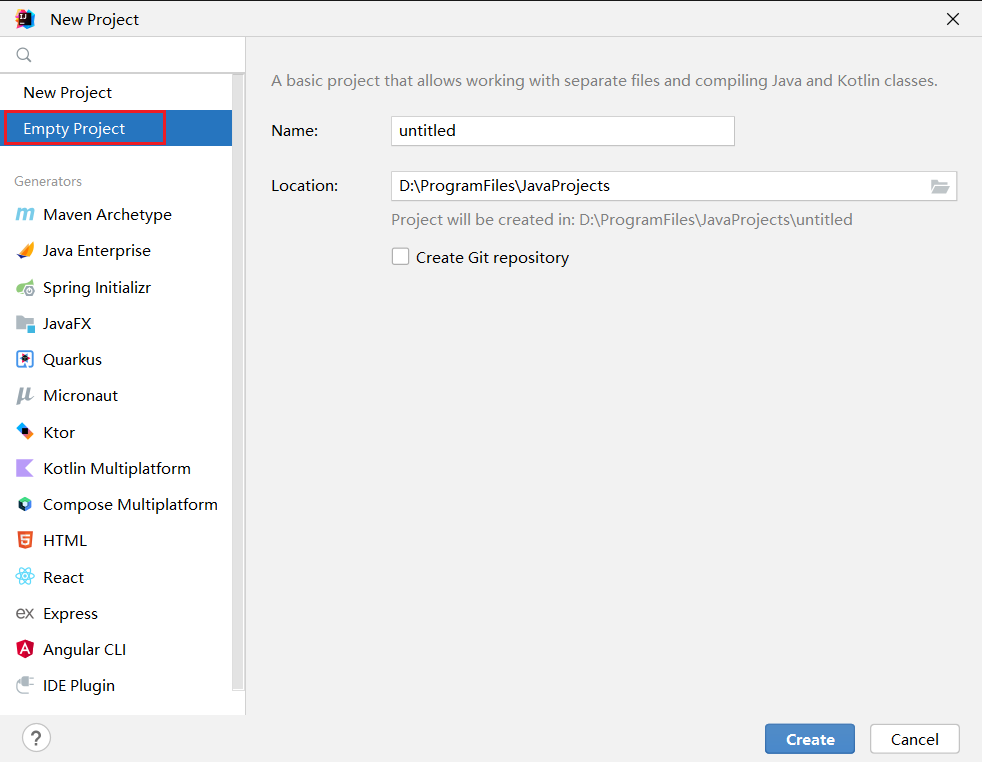 New Project
New Project
Empty Project
Generators
Maven Archetype
Java Enterprise
Spring Initializr
JavaFX
Quarkus
Micronaut
Ktor
Kotlin Multiplatform
Compose Multiplatform
HTML
React
Express
Angular CLI
IDE Plugin
A basic project that allows working with separate files and compiling Java and Kotlin classes.
Name: untitled
Location: D:\ProgramFiles\JavaProjects
Project will be created in: D:\ProgramFiles\JavaProjects\untitled
Create Git repository
? Create Cancel